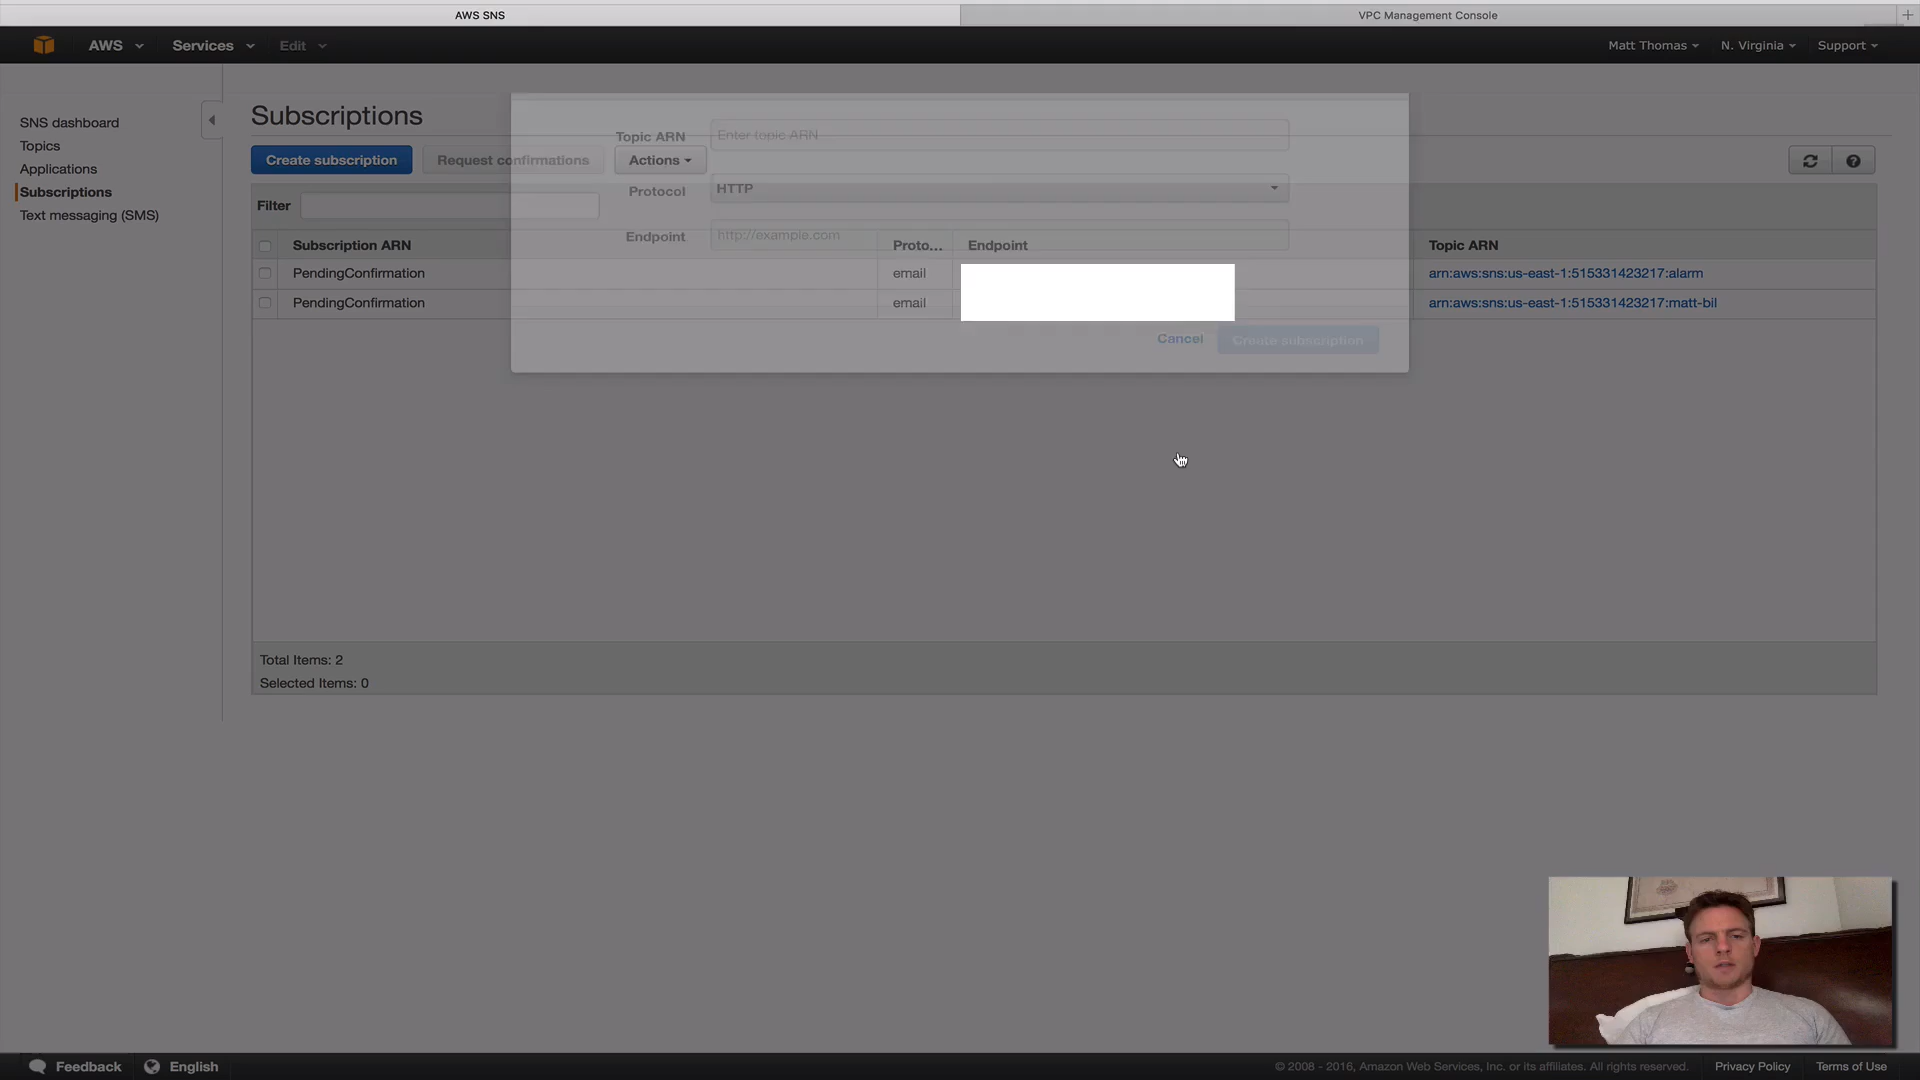 AWS SNS
VPC Management Console
AWS Services Edit Matt Thomas N. Virginia Support
SNS dashboard
Topics
Applications
Subscriptions
Text messaging (SMS)
Subscriptions
Create subscription Request confirmations Actions
Filter
Subscription ARN Proto... Endpoint Topic ARN
PendingConfirmation email arn:aws:sns:us-east-1:515331423217:alarm
PendingConfirmation email arn:aws:sns:us-east-1:515331423217:matt-bil
Topic ARN Enter topic ARN
Protocol HTTP
Endpoint http://example.com
Cancel Create subscription
Total Items: 2
Selected Items: 0
Feedback English © 2008 - 2016, Amazon Web Services, Inc. or its affiliates. All rights reserved. Privacy Policy Terms of Use